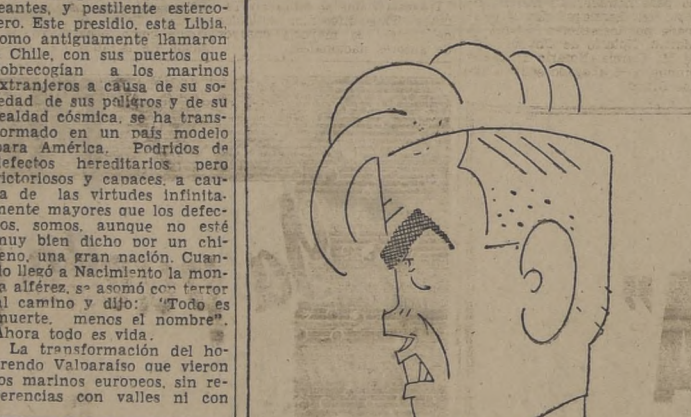 eantes, y pestilente esterco-
ero. Este presidio, esta Libia,
omo antiguamente llamaron
Chile, con sus puertos que
obrecogían a los marinos
xtranjeros a causa de su so-
edad de sus peligros y de su
ealdad cósmica, se ha trans-
ormado en un país modelo
para América. Podridos de
efectos hereditarios pero
ictoriosos y capaces, a cau-
a de las virtudes infinita-
mente mayores que los defec-
os, somos, aunque no esté
muy bien dicho por un chi-
eno, una gran nación. Cuan-
lo llegó a Nacimiento la mon-
a alférez, se asomó con terror
al camino y dijo: "Todo es
muerte, menos el nombre".
Ahora todo es vida.
La transformación del ho-
rendo Valparaíso que vieron
os marinos europeos, sin re-
erencias con valles ni con